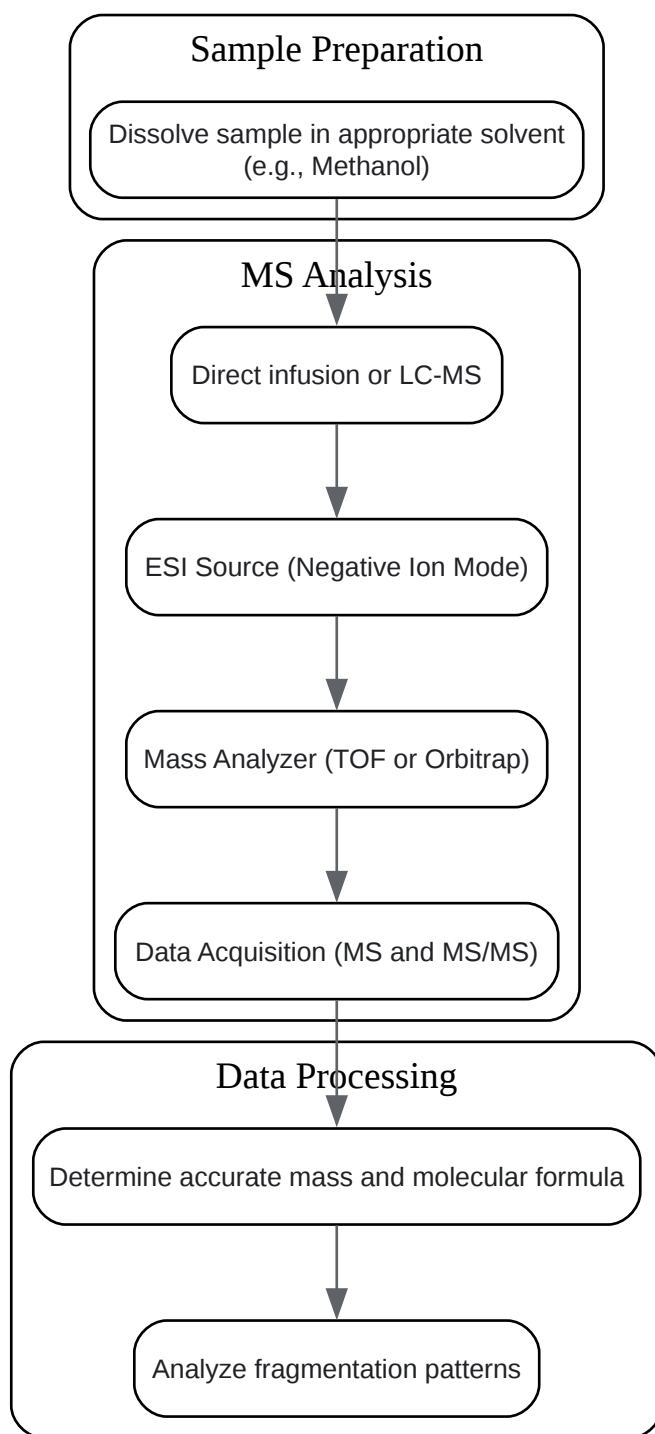 Sample Preparation
Dissolve sample in appropriate solvent
(e.g., Methanol)
MS Analysis
Direct infusion or LC-MS
ESI Source (Negative Ion Mode)
Mass Analyzer (TOF or Orbitrap)
Data Acquisition (MS and MS/MS)
Data Processing
Determine accurate mass and molecular formula
Analyze fragmentation patterns